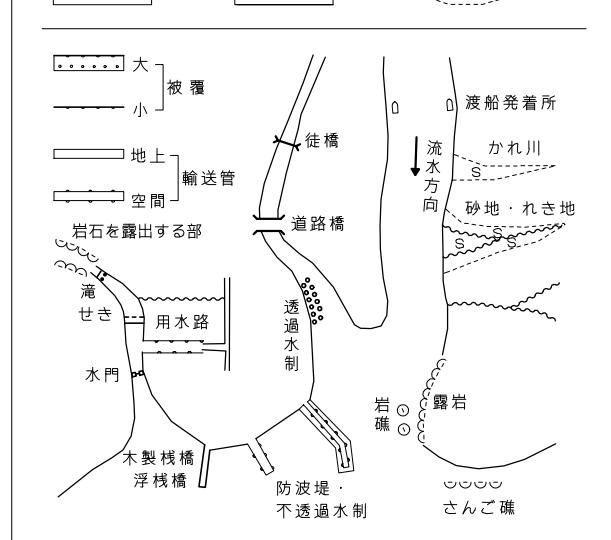 大
被覆
小
地上
輸送管
空間
岩石を露出する部
徒橋
渡船発着所
流水方向
かれ川
S
砂地・れき地
S
S
S
道路橋
滝
せき
用水路
透過水制
水門
岩礁
露岩
木製桟橋
浮桟橋
防波堤・
不透過水制
さんご礁